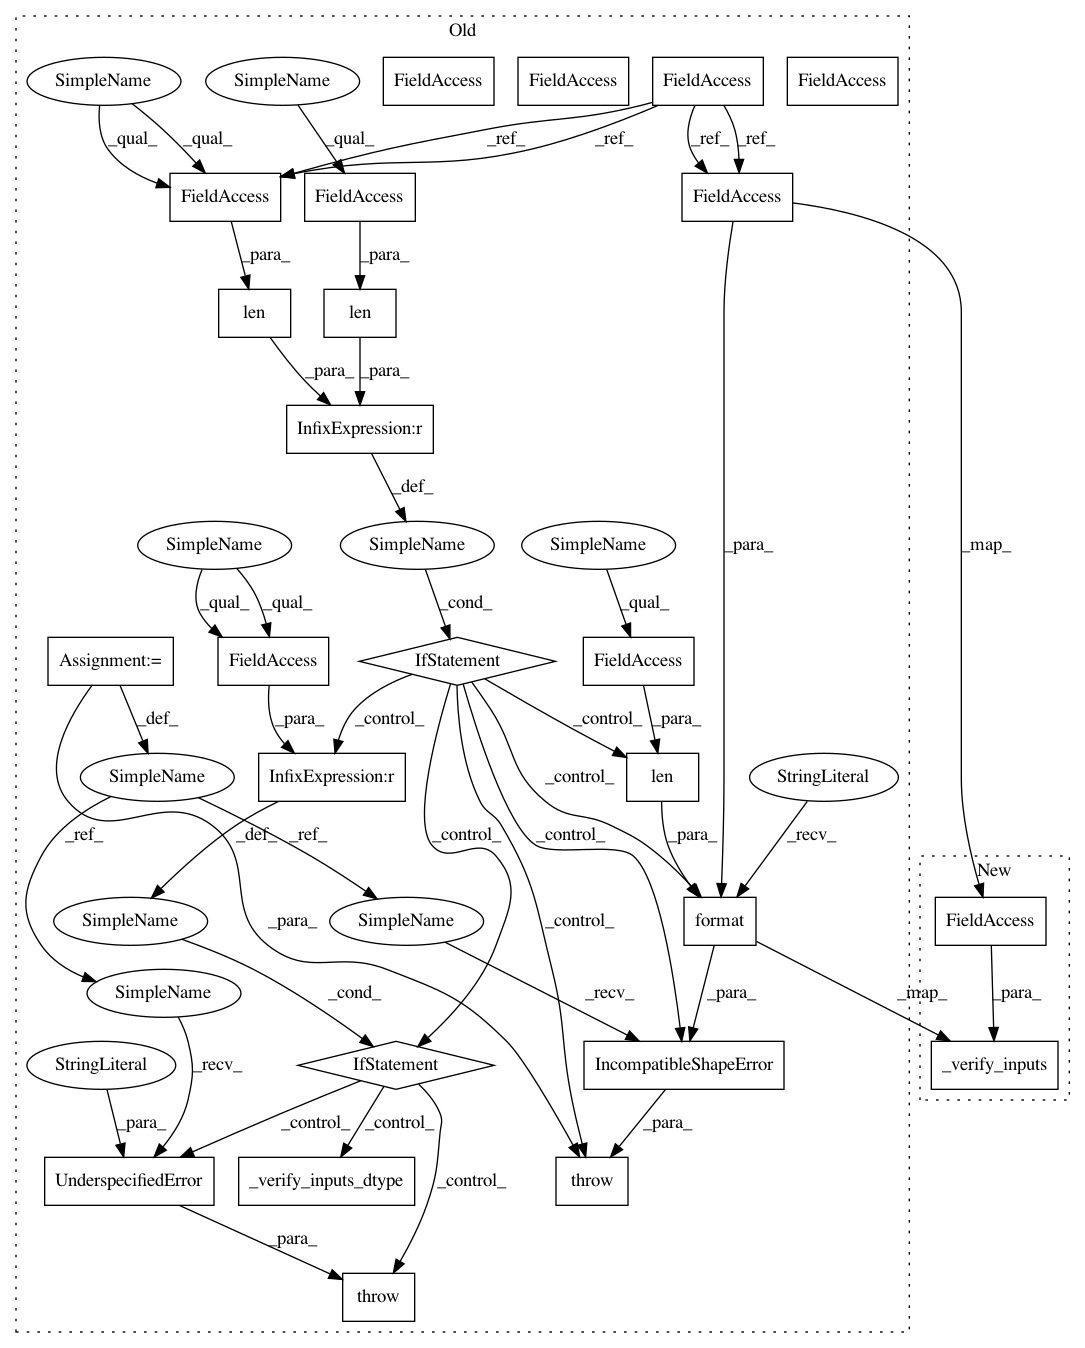 Old
SimpleName
SimpleName
FieldAccess
FieldAccess
FieldAccess
FieldAccess
_qual_
_qual_
_qual_
_ref_
_ref_
_ref_
_ref_
FieldAccess
FieldAccess
FieldAccess
_para_
_para_
len
len
_para_
_para_
InfixExpression:r
_def_
SimpleName
SimpleName
SimpleName
_para_
_map_
_qual_
_qual_
_cond_
_qual_
Assignment:=
FieldAccess
IfStatement
FieldAccess
_def_
_para_
_control_
_control_
_para_
SimpleName
InfixExpression:r
_control_
len
StringLiteral
_ref_
_def_
_ref_
_control_
_control_
_para_
_recv_
New
SimpleName
SimpleName
_para_
_control_
format
FieldAccess
SimpleName
_cond_
_recv_
_para_
_map_
_para_
StringLiteral
_recv_
IfStatement
IncompatibleShapeError
_verify_inputs
_para_
_control_
_control_
_para_
UnderspecifiedError
_verify_inputs_dtype
_control_
throw
_para_
throw